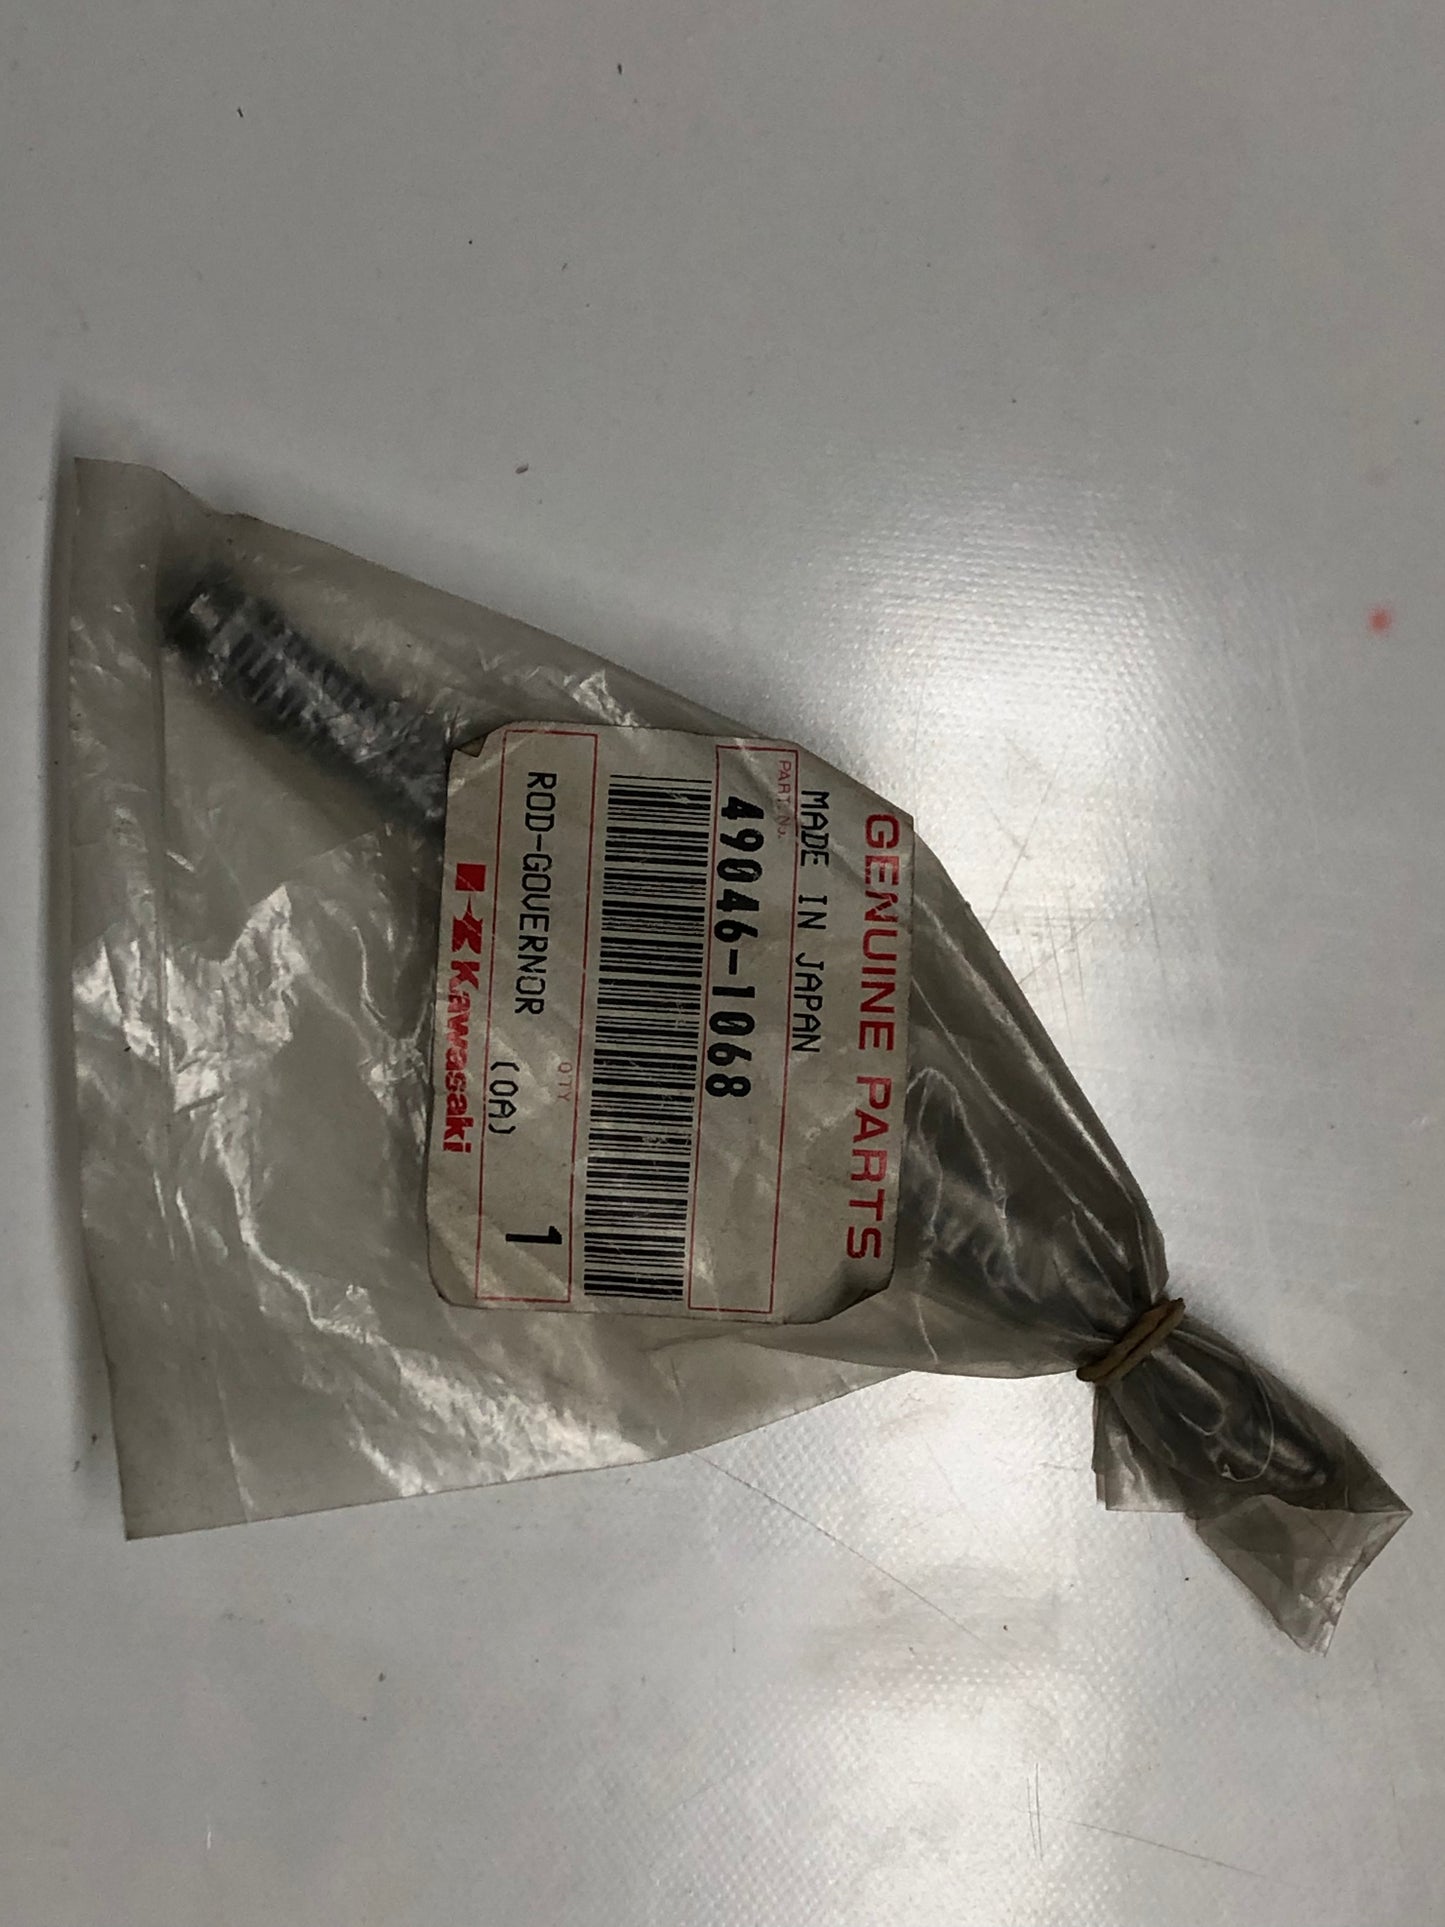 GENUINE PARTS
MADE IN JAPAN
PART No.
49046-1068
QTY
ROD-GOVERNOR 1
(OA)
Kawasaki